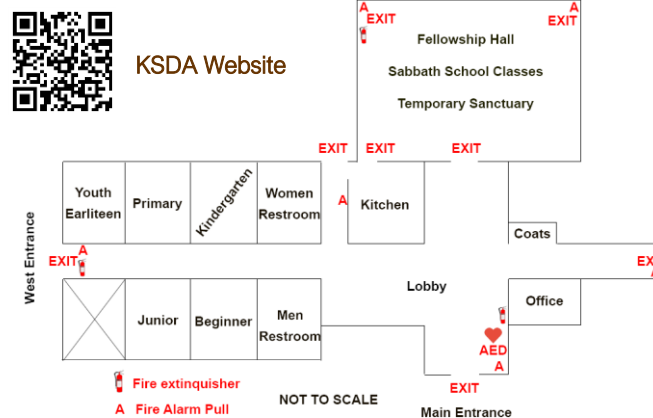 KSDA Website
A
EXIT
A
EXIT
Fellowship Hall
Sabbath School Classes
Temporary Sanctuary
EXIT
EXIT
EXIT
Youth
Earliteen
Primary
Kindergarten
Women
Restroom
A
Kitchen
Coats
West Entrance
A
EXIT
Lobby
Office
Junior
Beginner
Men
Restroom
AED
A
EXIT
Main Entrance
Fire extinquisher
A Fire Alarm Pull
NOT TO SCALE